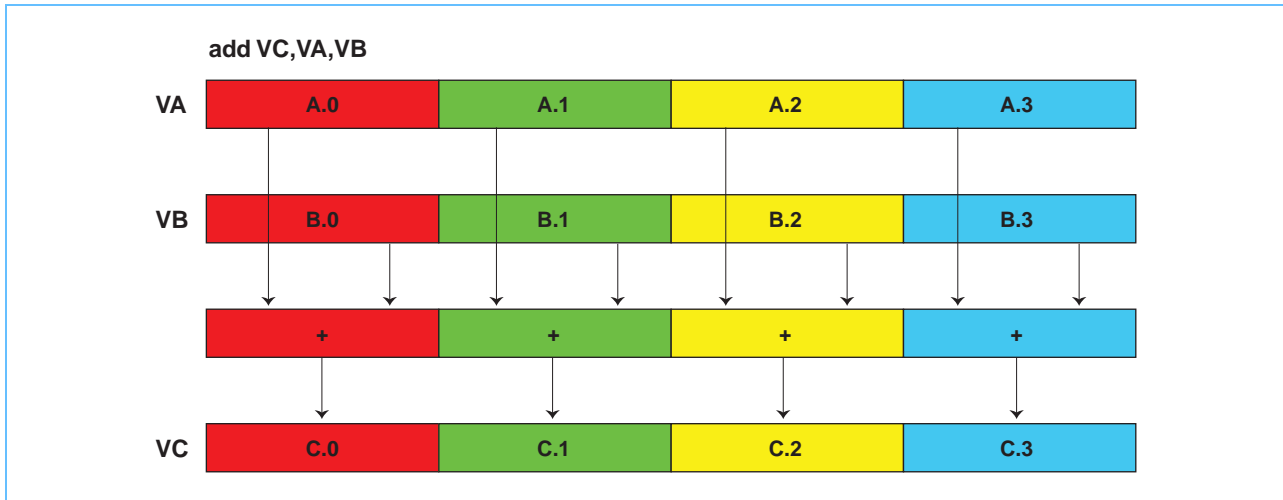 add VC,VA,VB
VA A.0 A.1 A.2 A.3
VB B.0 B.1 B.2 B.3
+ + + +
VC C.0 C.1 C.2 C.3